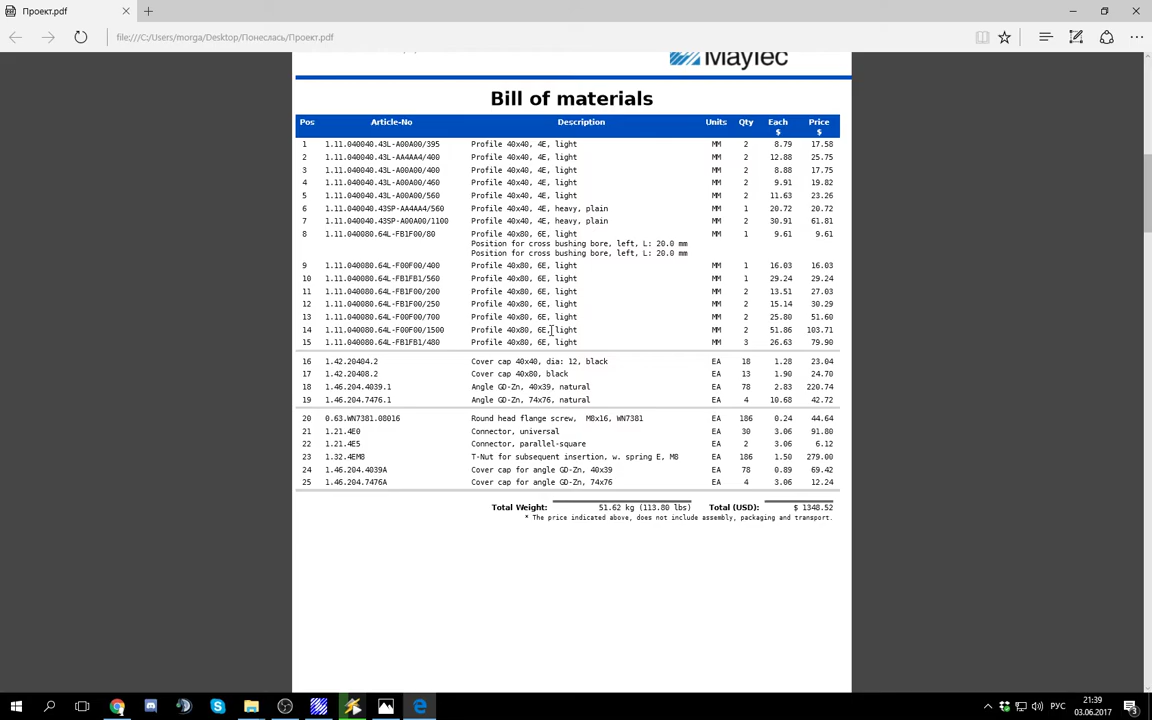 Проект.pdf
file:///C:/Users/morga/Desktop/Понеслась/Проект.pdf
MayTec
Bill of materials
Pos Article-No Description Units Qty Each $ Price $
1 1.11.040040.43L-A00A00/395 Profile 40x40, 4E, light MM 2 8.79 17.58
2 1.11.040040.43L-AA4AA4/400 Profile 40x40, 4E, light MM 2 12.88 25.75
3 1.11.040040.43L-A00A00/400 Profile 40x40, 4E, light MM 2 8.88 17.75
4 1.11.040040.43L-A00A00/460 Profile 40x40, 4E, light MM 2 9.91 19.82
5 1.11.040040.43L-A00A00/560 Profile 40x40, 4E, light MM 2 11.63 23.26
6 1.11.040040.43SP-AA4AA4/560 Profile 40x40, 4E, heavy, plain MM 1 20.72 20.72
7 1.11.040040.43SP-A00A00/1100 Profile 40x40, 4E, heavy, plain MM 2 30.91 61.81
8 1.11.040080.64L-FB1F00/80 Profile 40x80, 6E, light MM 1 9.61 9.61
Position for cross bushing bore, left, L: 20.0 mm
Position for cross bushing bore, left, L: 20.0 mm
9 1.11.040080.64L-F00F00/400 Profile 40x80, 6E, light MM 1 16.03 16.03
10 1.11.040080.64L-FB1FB1/560 Profile 40x80, 6E, light MM 1 29.24 29.24
11 1.11.040080.64L-FB1F00/200 Profile 40x80, 6E, light MM 2 13.51 27.03
12 1.11.040080.64L-FB1F00/250 Profile 40x80, 6E, light MM 2 15.14 30.29
13 1.11.040080.64L-F00F00/700 Profile 40x80, 6E, light MM 2 25.80 51.60
14 1.11.040080.64L-F00F00/1500 Profile 40x80, 6E, light MM 2 51.86 103.71
15 1.11.040080.64L-FB1FB1/480 Profile 40x80, 6E, light MM 3 26.63 79.90
16 1.42.20404.2 Cover cap 40x40, dia: 12, black EA 18 1.28 23.04
17 1.42.20408.2 Cover cap 40x80, black EA 13 1.90 24.70
18 1.46.204.4039.1 Angle GD-Zn, 40x39, natural EA 78 2.83 220.74
19 1.46.204.7476.1 Angle GD-Zn, 74x76, natural EA 4 10.68 42.72
20 0.63.WN7381.08016 Round head flange screw, M8x16, WN7381 EA 186 0.24 44.64
21 1.21.4E0 Connector, universal EA 30 3.06 91.80
22 1.21.4E5 Connector, parallel-square EA 2 3.06 6.12
23 1.32.4EM8 T-Nut for subsequent insertion, w. spring E, M8 EA 186 1.50 279.00
24 1.46.204.4039A Cover cap for angle GD-Zn, 40x39 EA 78 0.89 69.42
25 1.46.204.7476A Cover cap for angle GD-Zn, 74x76 EA 4 3.06 12.24
Total Weight: 51.62 kg (113.80 lbs) Total (USD): $ 1348.52
* The price indicated above, does not include assembly, packaging and transport.
РУС
21:39
03.06.2017
3